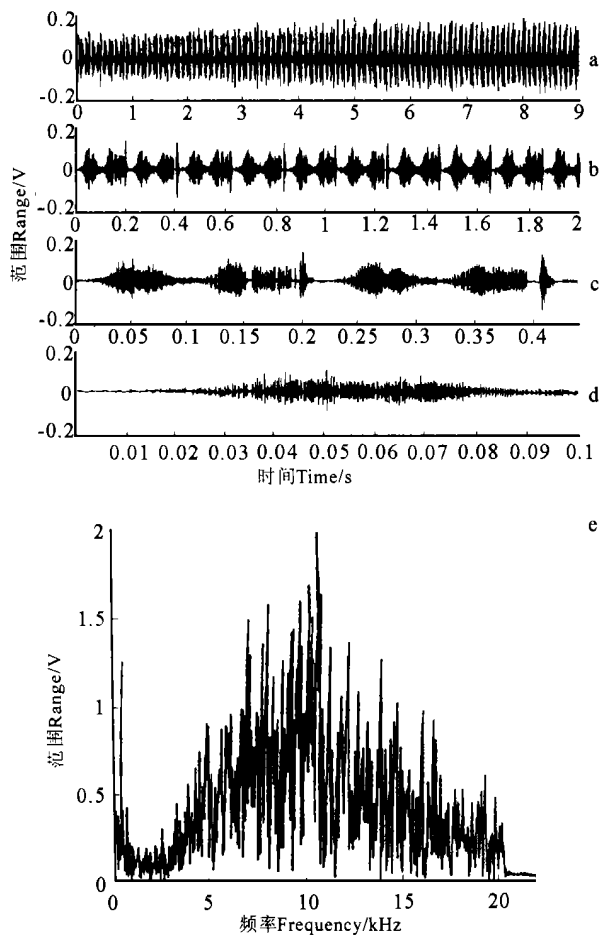 0.2
0
-0.2
0 1 2 3 4 5 6 7 8 9
a
0.2
0
-0.2
0 0.2 0.4 0.6 0.8 1 1.2 1.4 1.6 1.8 2
b
范围Range/V
0.2
0
-0.2
0 0.05 0.1 0.15 0.2 0.25 0.3 0.35 0.4
c
0.2
0
-0.2
0.01 0.02 0.03 0.04 0.05 0.06 0.07 0.08 0.09 0.1
d
时间Time/s
e
2
1.5
1
0.5
0
范围Range/V
0 5 10 15 20
频率Frequency/kHz